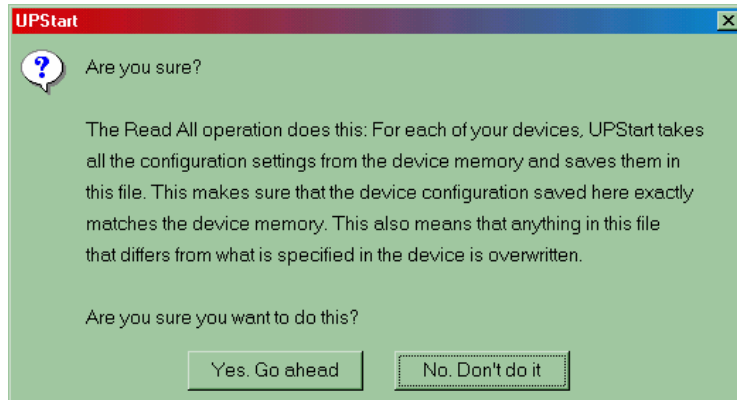 UPStart
Are you sure?
The Read All operation does this: For each of your devices, UPStart takes
all the configuration settings from the device memory and saves them in
this file. This makes sure that the device configuration saved here exactly
matches the device memory. This also means that anything in this file
that differs from what is specified in the device is overwritten.
Are you sure you want to do this?
Yes. Go ahead
No. Don't do it